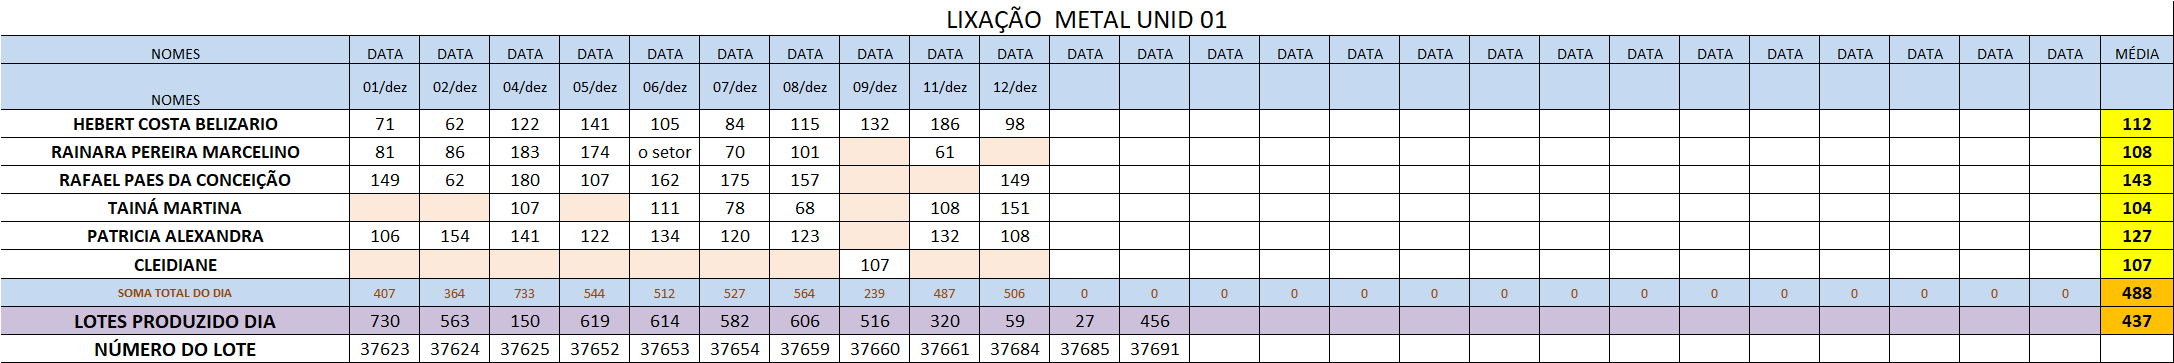 LIXAÇÃO  METAL UNID 01
NOMES DATA DATA DATA DATA DATA DATA DATA DATA DATA DATA DATA DATA DATA DATA DATA DATA DATA DATA DATA DATA DATA DATA DATA DATA DATA MÉDIA
NOMES 01/dez 02/dez 04/dez 05/dez 06/dez 07/dez 08/dez 09/dez 11/dez 12/dez
HEBERT COSTA BELIZARIO 71 62 122 141 105 84 115 132 186 98 112
RAINARA PEREIRA MARCELINO 81 86 183 174 o setor 70 101 61 108
RAFAEL PAES DA CONCEIÇÃO 149 62 180 107 162 175 157 149 143
TAINÁ MARTINA 107 111 78 68 108 151 104
PATRICIA ALEXANDRA 106 154 141 122 134 120 123 132 108 127
CLEIDIANE 107 107
SOMA TOTAL DO DIA 407 364 733 544 512 527 564 239 487 506 0 0 0 0 0 0 0 0 0 0 0 0 0 0 0 488
LOTES PRODUZIDO DIA 730 563 150 619 614 582 606 516 320 59 27 456 437
NÚMERO DO LOTE 37623 37624 37625 37652 37653 37654 37659 37660 37661 37684 37685 37691